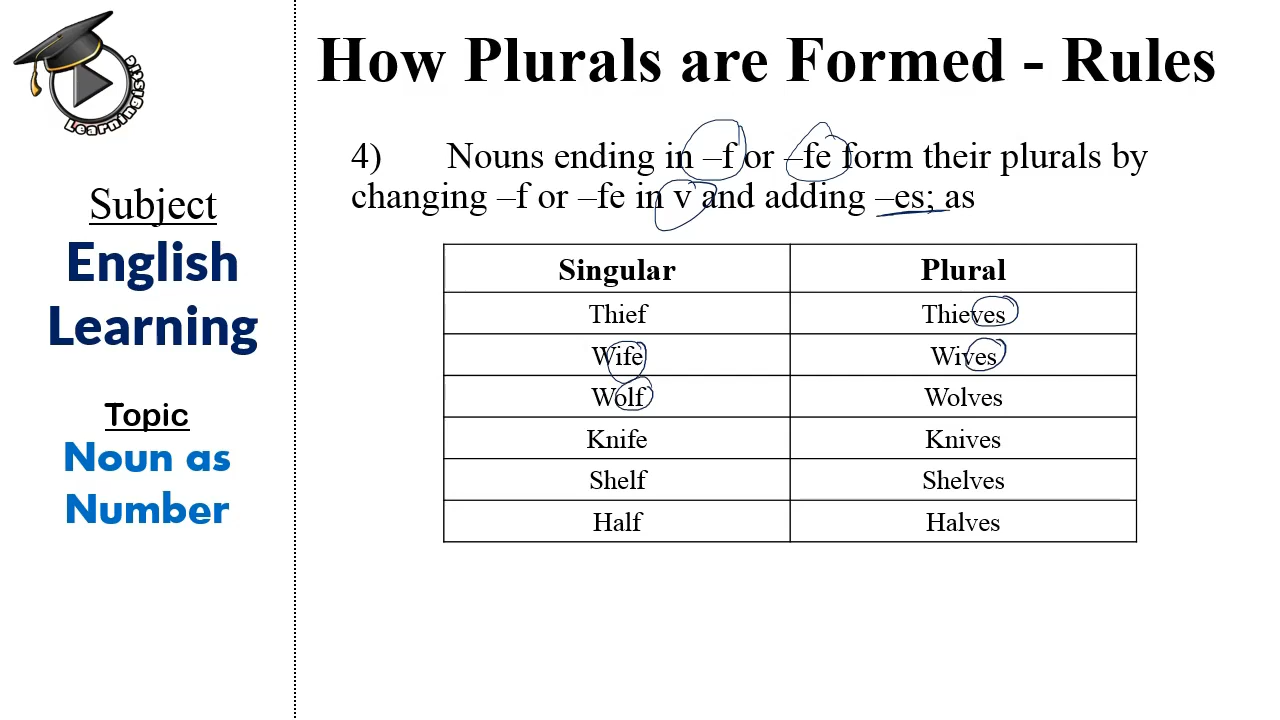 Learningistic
How Plurals are Formed - Rules
Subject
English
Learning
Topic
Noun as
Number
4) Nouns ending in –f or –fe form their plurals by
changing –f or –fe in v and adding –es; as
Singular Plural
Thief Thieves
Wife Wives
Wolf Wolves
Knife Knives
Shelf Shelves
Half Halves